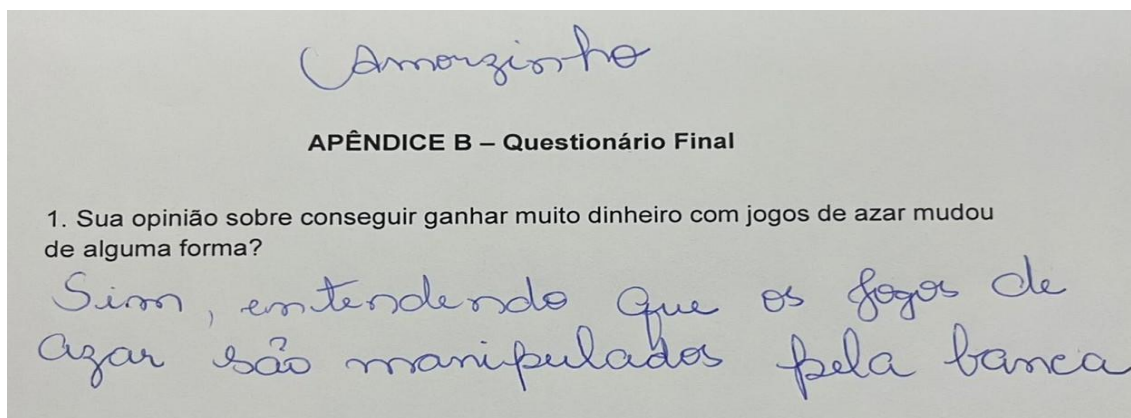 Amorzinho
APÊNDICE B – Questionário Final
1. Sua opinião sobre conseguir ganhar muito dinheiro com jogos de azar mudou
de alguma forma?
Sim, entendendo que os jogos de
azar são manipulados pela banca